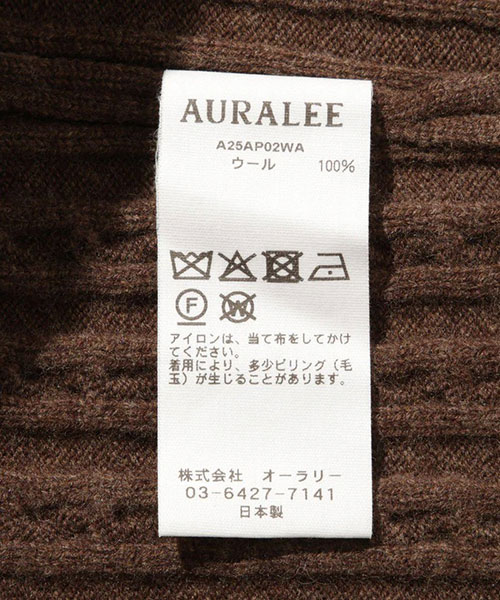 AURALEE
A25AP02WA
ウール 100%
F W
アイロンは、当て布をしてかけ
てください。
着用により、多少ピリング（毛
玉）が生じることがあります。
株式会社 オーラリー
03-6427-7141
日本製